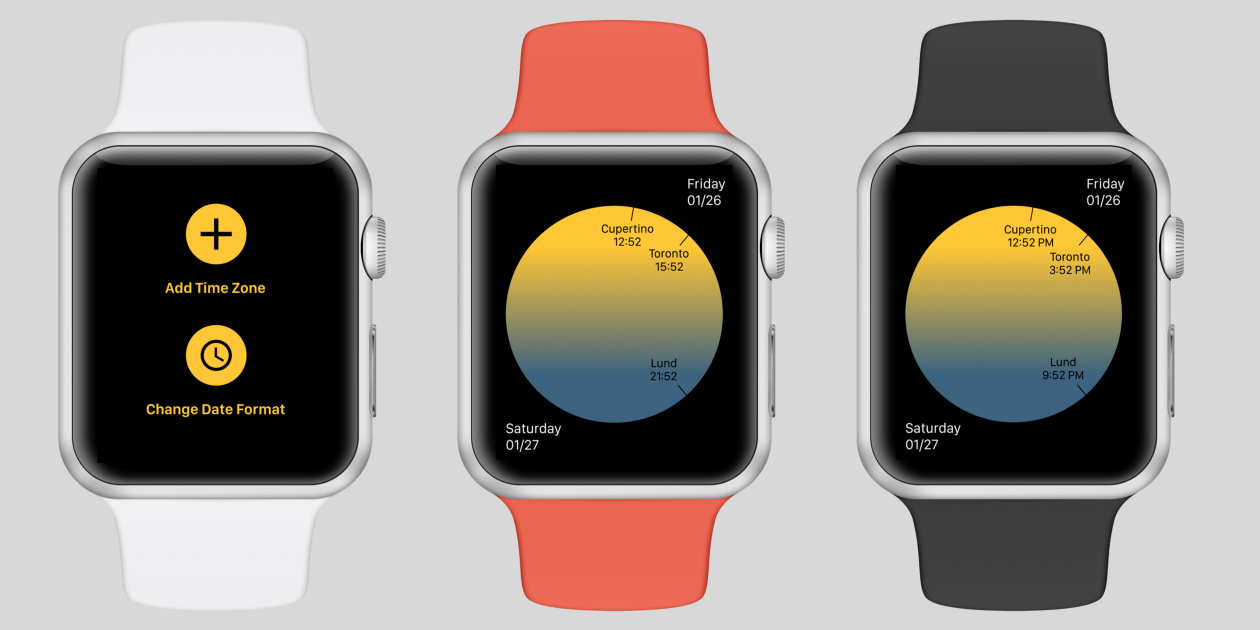 Add Time Zone
Change Date Format
Friday
01/26
Cupertino
12:52
Toronto
15:52
Lund
21:52
Saturday
01/27
Friday
01/26
Cupertino
12:52 PM
Toronto
3:52 PM
Lund
9:52 PM
Saturday
01/27